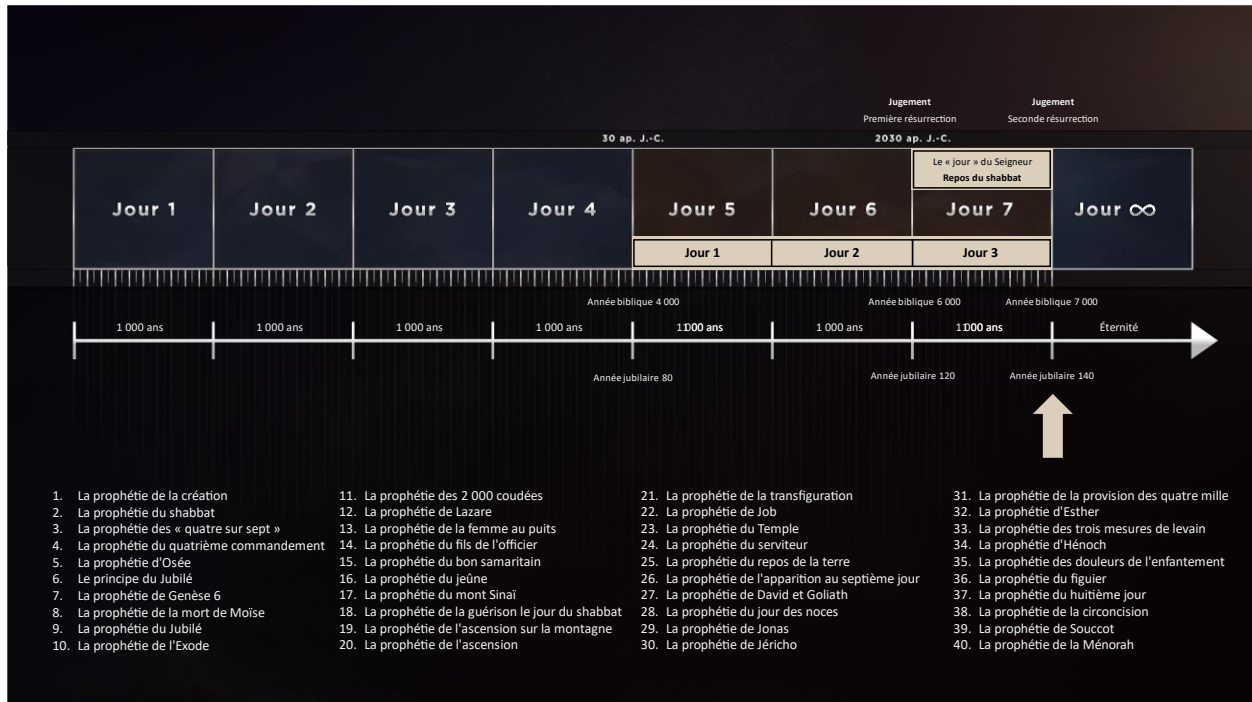 Jugement
Jugement
Première résurrection
Seconde résurrection
30 ap. J.-C.
2030 ap. J.-C.
Le « jour » du Seigneur
Repos du shabbat
Jour 1
Jour 2
Jour 3
Jour 4
Jour 5
Jour 6
Jour 7
Jour ∞
Jour 1
Jour 2
Jour 3
Année biblique 4 000
Année biblique 6 000
Année biblique 7 000
1 000 ans
1 000 ans
1 000 ans
1 000 ans
1 000 ans
1 000 ans
1 000 ans
Éternité
Année jubilaire 80
Année jubilaire 120
Année jubilaire 140
1. La prophétie de la création
2. La prophétie du shabbat
3. La prophétie des « quatre sur sept »
4. La prophétie du quatrième commandement
5. La prophétie d'Osée
6. Le principe du Jubilé
7. La prophétie de Genèse 6
8. La prophétie de la mort de Moïse
9. La prophétie du Jubilé
10. La prophétie de l'Exode
11. La prophétie des 2 000 coudées
12. La prophétie de Lazare
13. La prophétie de la femme au puits
14. La prophétie du fils de l'officier
15. La prophétie du bon samaritain
16. La prophétie du jeûne
17. La prophétie du mont Sinaï
18. La prophétie de la guérison le jour du shabbat
19. La prophétie de l'ascension sur la montagne
20. La prophétie de l'ascension
21. La prophétie de la transfiguration
22. La prophétie de Job
23. La prophétie du Temple
24. La prophétie du serviteur
25. La prophétie du repos de la terre
26. La prophétie de l'apparition au septième jour
27. La prophétie de David et Goliath
28. La prophétie du jour des noces
29. La prophétie de Jonas
30. La prophétie de Jéricho
31. La prophétie de la provision des quatre mille
32. La prophétie d'Esther
33. La prophétie des trois mesures de levain
34. La prophétie d'Hénoch
35. La prophétie des douleurs de l'enfantement
36. La prophétie du figuier
37. La prophétie du huitième jour
38. La prophétie de la circoncision
39. La prophétie de Souccot
40. La prophétie de la Ménorah